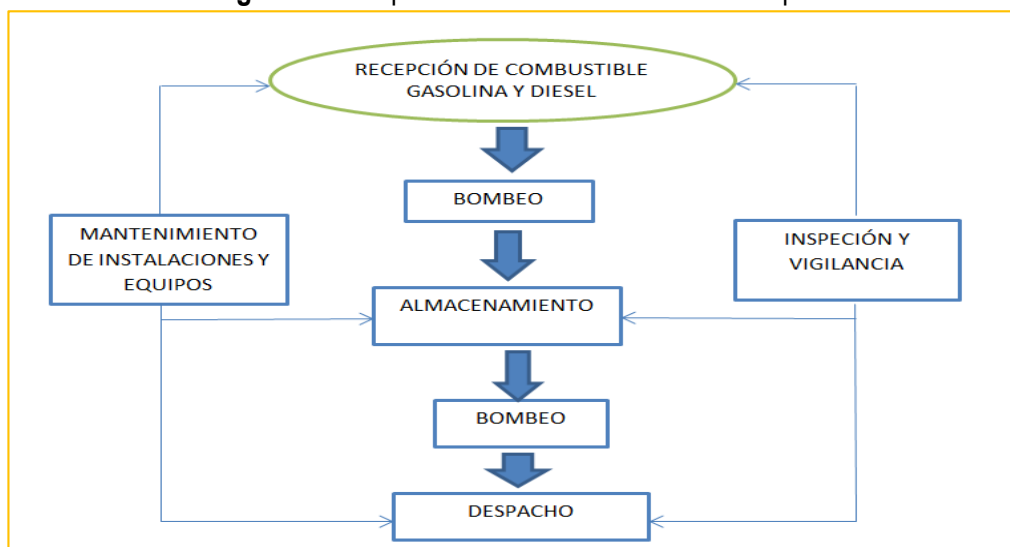 RECEPCIÓN DE COMBUSTIBLE
GASOLINA Y DIESEL
BOMBEO
MANTENIMIENTO
DE INSTALACIONES Y
EQUIPOS
INSPECIÓN Y
VIGILANCIA
ALMACENAMIENTO
BOMBEO
DESPACHO